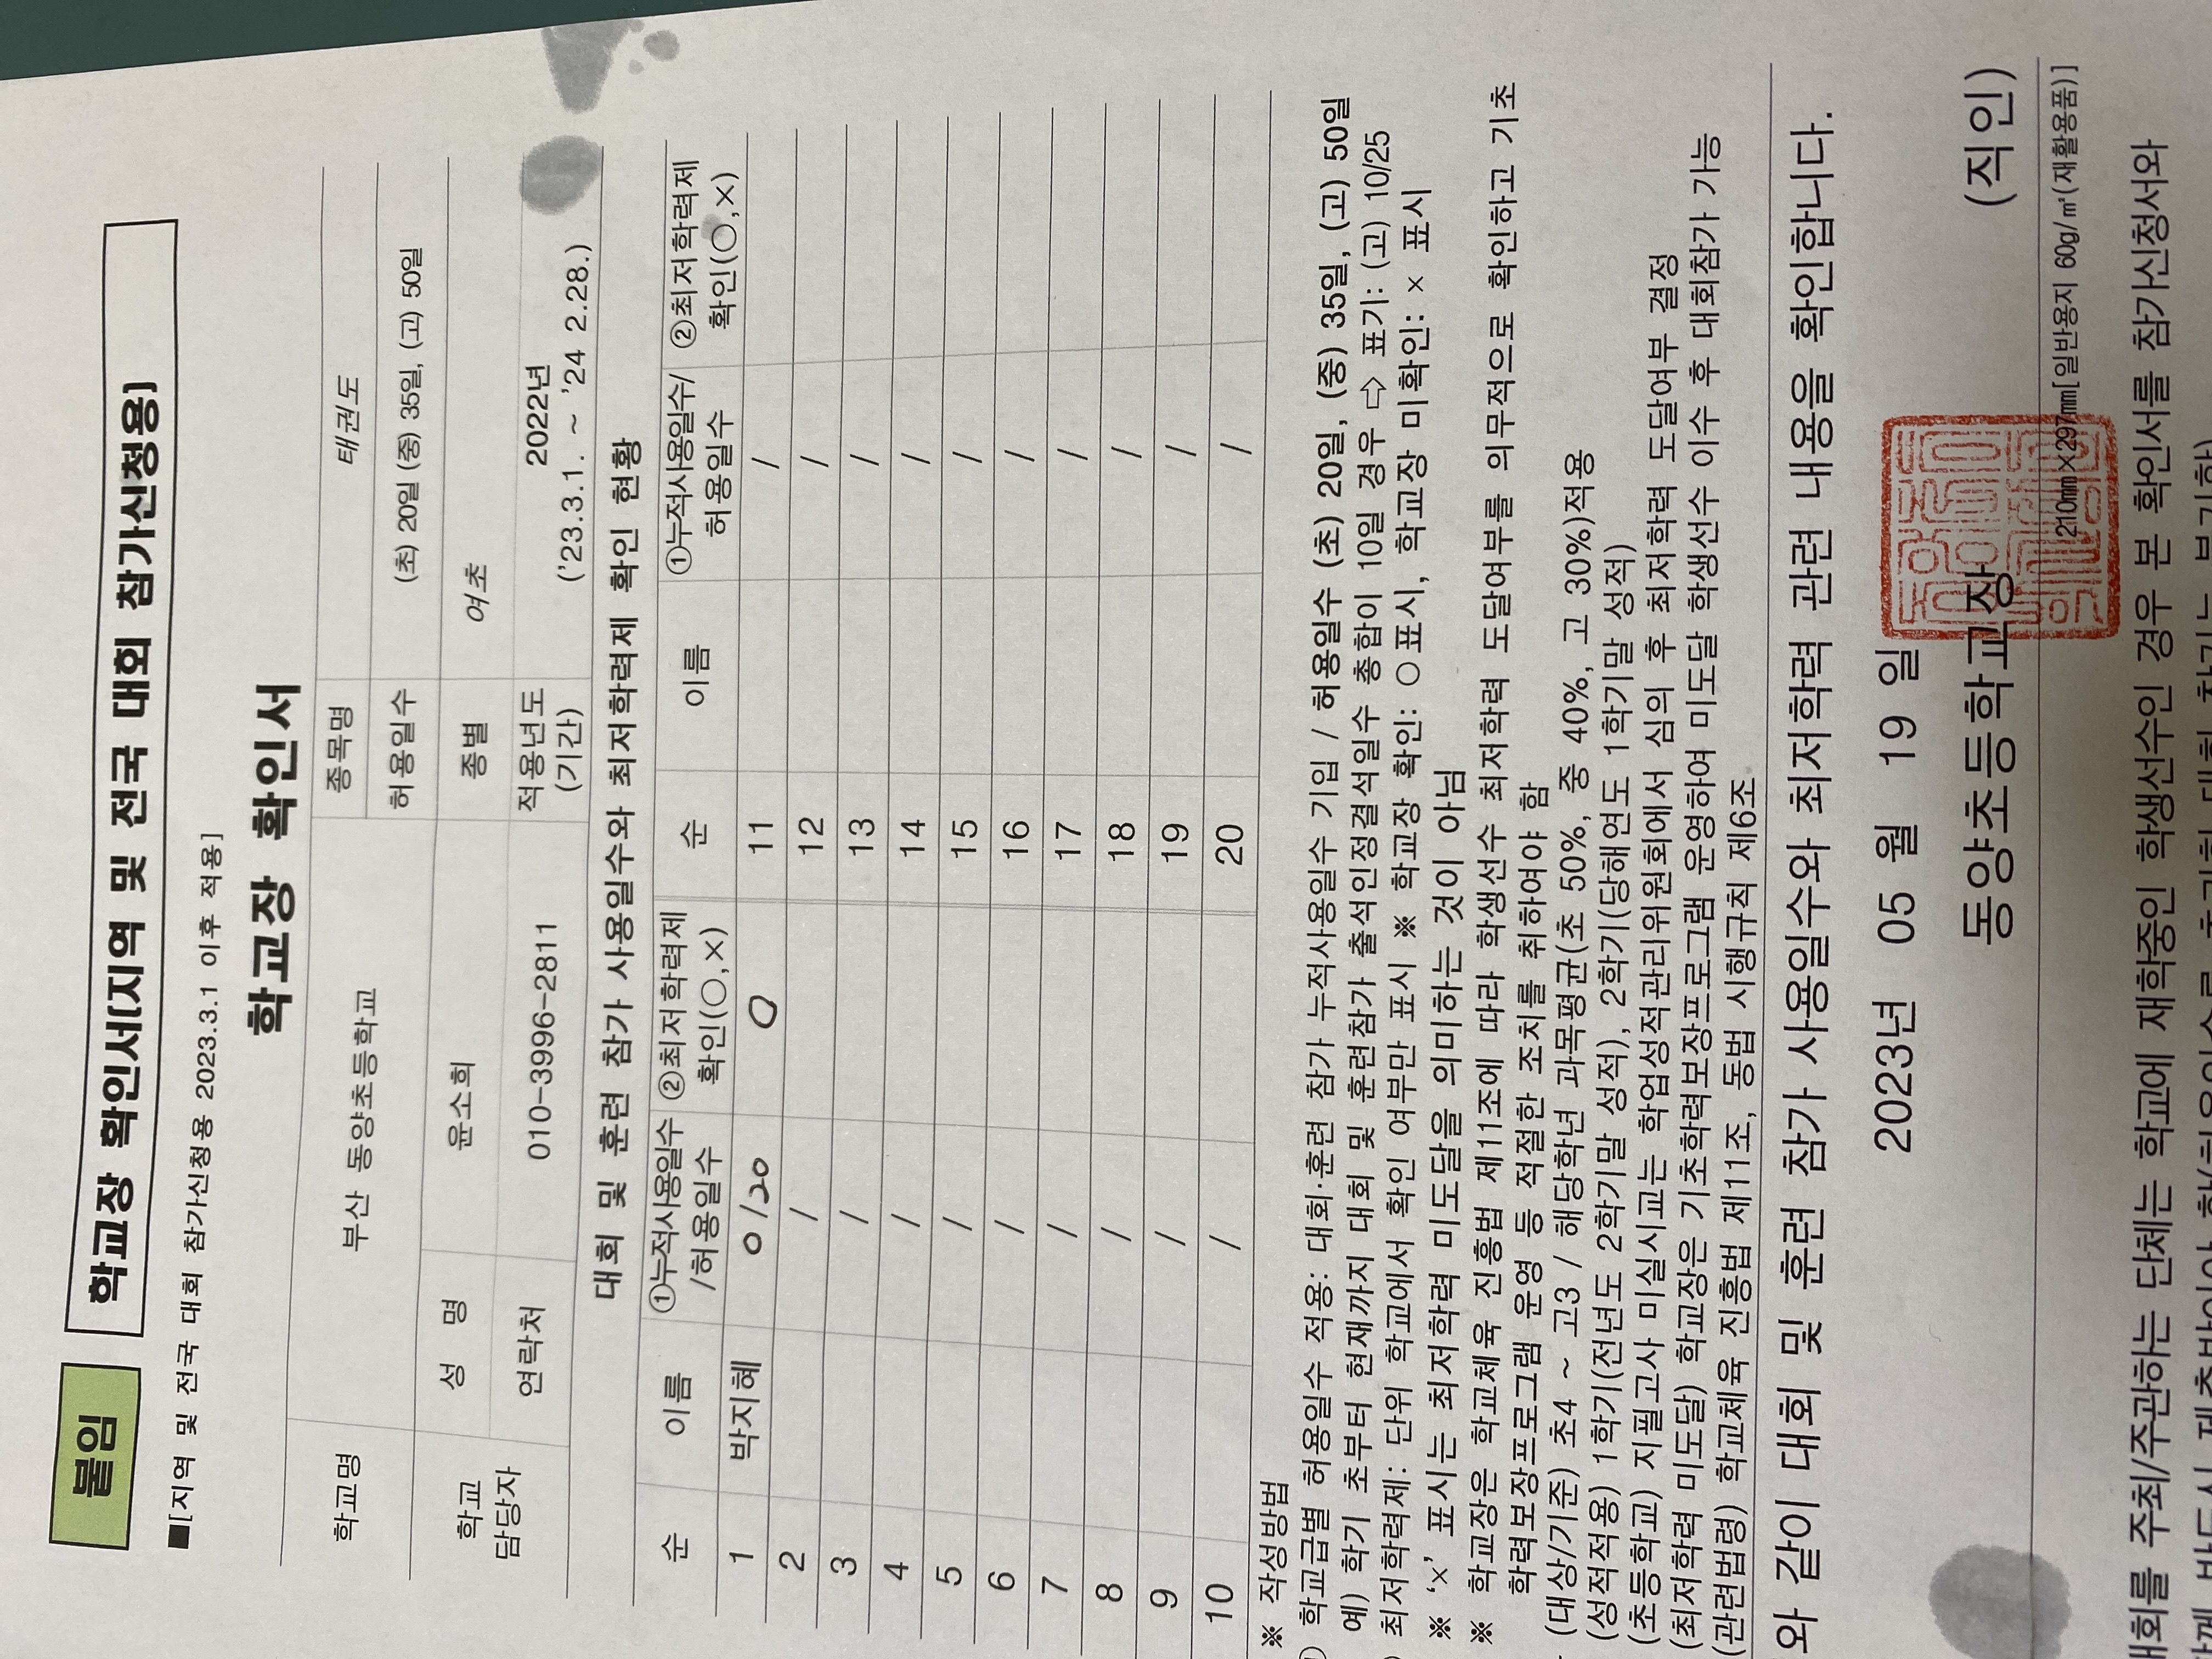 붙임
학교장 확인서[지역 및 전국 대회 참가신청용]
■[지역 및 전국 대회 참가신청용 2023.3.1 이후 적용]
학교장 확인서
학교명 부산 동양초등학교 종목명 태권도
허용일수 (초) 20일 (중) 35일, (고) 50일
학교 담당자 성 명 윤소희 종별 여초
연락처 010-3996-2811 적용년도 (기간) 2022년
('23.3.1. ~ '24 2.28.)
대회 및 훈련 참가 사용일수와 최저학력제 확인 현황
순 이름 ①누적사용일수 /허용일수 ②최저학력제 확인(○,×) 순 이름 ①누적사용일수/ 허용일수 ②최저학력제 확인(○,×)
1 박지혜 0/20 O 11 /
2 / 12 /
3 / 13 /
4 / 14 /
5 / 15 /
6 / 16 /
7 / 17 /
8 / 18 /
9 / 19 /
10 / 20 /
※ 작성방법
① 학교급별 허용일수 적용: 대회·훈련 참가 누적사용일수 기입 / 허용일수 (초) 20일, (중) 35일, (고) 50일
예) 학기 초부터 현재까지 대회 및 훈련참가 출석인정결석일수 총합이 10일 경우 ⇨ 표기: (고) 10/25
최저학력제: 단위 학교에서 확인 여부만 표시 ※ 학교장 확인: ○표시, 학교장 미확인: × 표시
※ '×' 표시는 최저학력 미도달을 의미하는 것이 아님
※ 학교장은 학교체육 진흥법 제11조에 따라 학생선수 최저학력 도달여부를 의무적으로 확인하고 기초
학력보장프로그램 운영 등 적절한 조치를 취하여야 함
(대상/기준) 초4 ~ 고3 / 해당학년 과목평균(초 50%, 중 40%, 고 30%)적용
(성적적용) 1학기(전년도 2학기말 성적), 2학기(당해연도 1학기말 성적)
(초등학교) 지필고사 미실시교는 학업성적관리위원회에서 심의 후 최저학력 도달여부 결정
(최저학력 미도달) 학교장은 기초학력보장프로그램 운영하여 미도달 학생선수 이수 후 대회참가 가능
(관련법령) 학교체육 진흥법 제11조, 동법 시행규칙 제6조
와 같이 대회 및 훈련 참가 사용일수와 최저학력 관련 내용을 확인합니다.
2023년 05 월 19 일
동양초등학교장 (직인)
210㎜×297㎜[일반용지 60g/㎡(재활용품)]
대회를 주최/주관하는 단체는 학교에 재학중인 학생선수인 경우 본 확인서를 참가신청서와